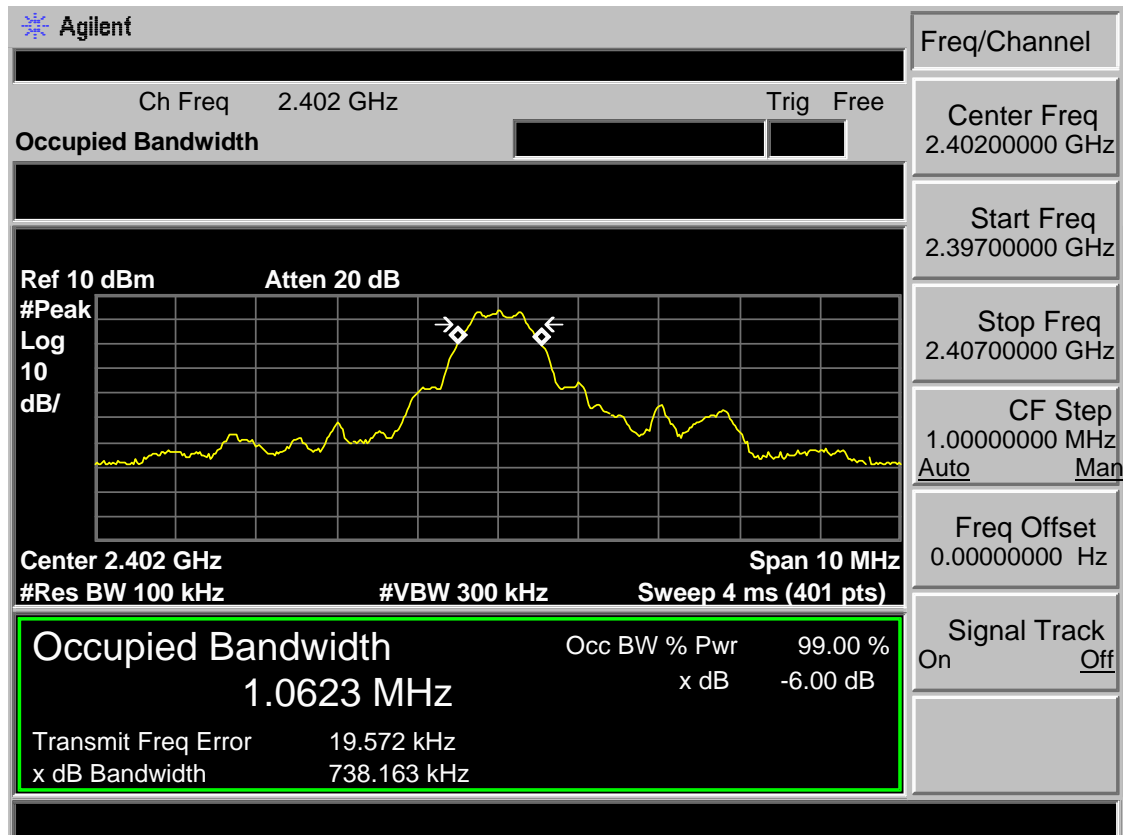 Agilent
Freq/Channel
Ch Freq 2.402 GHz Trig Free
Occupied Bandwidth
Center Freq
2.40200000 GHz
Start Freq
2.39700000 GHz
Ref 10 dBm Atten 20 dB
#Peak
Log
10
dB/
Stop Freq
2.40700000 GHz
CF Step
1.00000000 MHz
Auto Man
Freq Offset
0.00000000 Hz
Center 2.402 GHz Span 10 MHz
#Res BW 100 kHz #VBW 300 kHz Sweep 4 ms (401 pts)
Signal Track
On Off
Occupied Bandwidth Occ BW % Pwr 99.00 %
1.0623 MHz x dB -6.00 dB
Transmit Freq Error 19.572 kHz
x dB Bandwidth 738.163 kHz